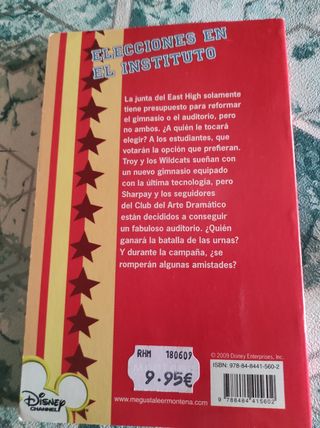 ELECCIONES EN
EL INSTITUTO
La junta del East High solamente
tiene presupuesto para reformar
el gimnasio o el auditorio, pero
no ambos. ¿A quién le tocará
elegir? A los estudiantes, que
votarán la opción que prefieran.
Troy y los Wildcats sueñan con
un nuevo gimnasio equipado
con la última tecnología, pero
Sharpay y los seguidores
del Club del Arte Dramático
están decididos a conseguir
un fabuloso auditorio. ¿Quién
ganará la batalla de las urnas?
Y durante la campaña, ¿se
romperán algunas amistades?
© 2009 Disney Enterprises, Inc.
ISBN: 978-84-8441-560-2
RHM 180609
9.95€
9 788484 415602
DISNEY
CHANNEL
www.megustaleermontena.com